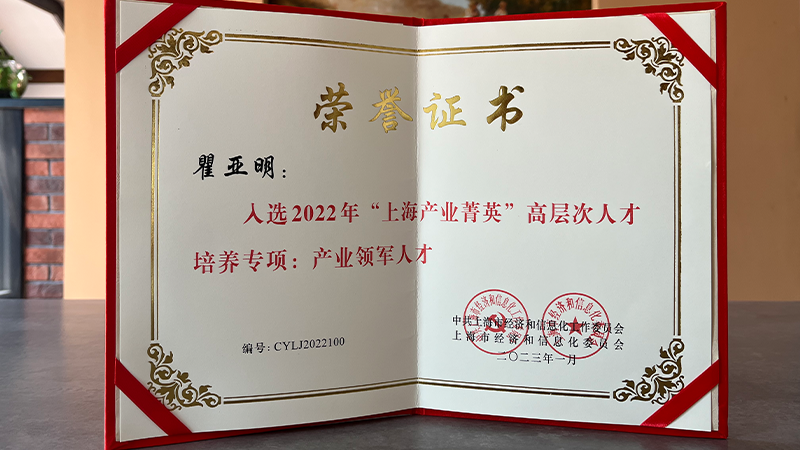 荣誉证书
瞿亚明：
入选2022年“上海产业菁英”高层次人才
培养专项：产业领军人才
编号：CYLJ2022100
中共上海市经济和信息化工作委员会
上海市经济和信息化委员会
二〇二三年一月